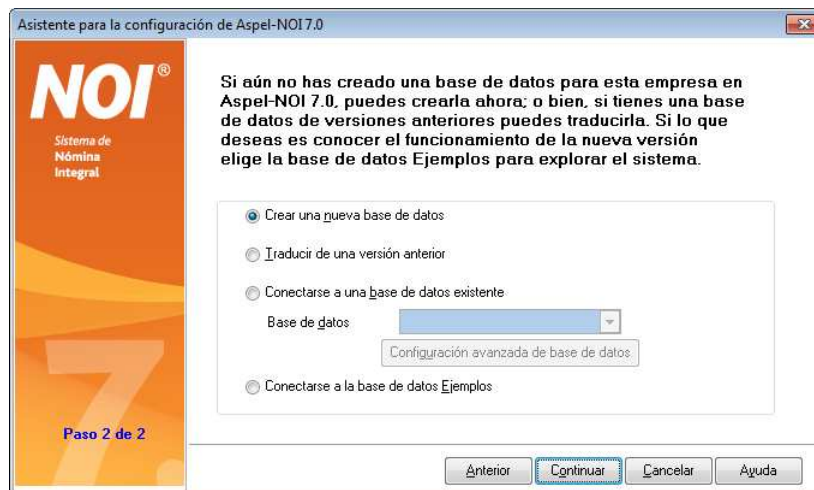 Asistente para la configuración de Aspel-NOI 7.0
NOI®
Sistema de
Nómina
Integral
Si aún no has creado una base de datos para esta empresa en
Aspel-NOI 7.0, puedes crearla ahora; o bien, si tienes una base
de datos de versiones anteriores puedes traducirla. Si lo que
deseas es conocer el funcionamiento de la nueva versión
elige la base de datos Ejemplos para explorar el sistema.
Crear una nueva base de datos
Traducir de una versión anterior
Conectarse a una base de datos existente
Base de datos
Configuración avanzada de base de datos
Conectarse a la base de datos Ejemplos
7.
Paso 2 de 2
Anterior Continuar Cancelar Ayuda